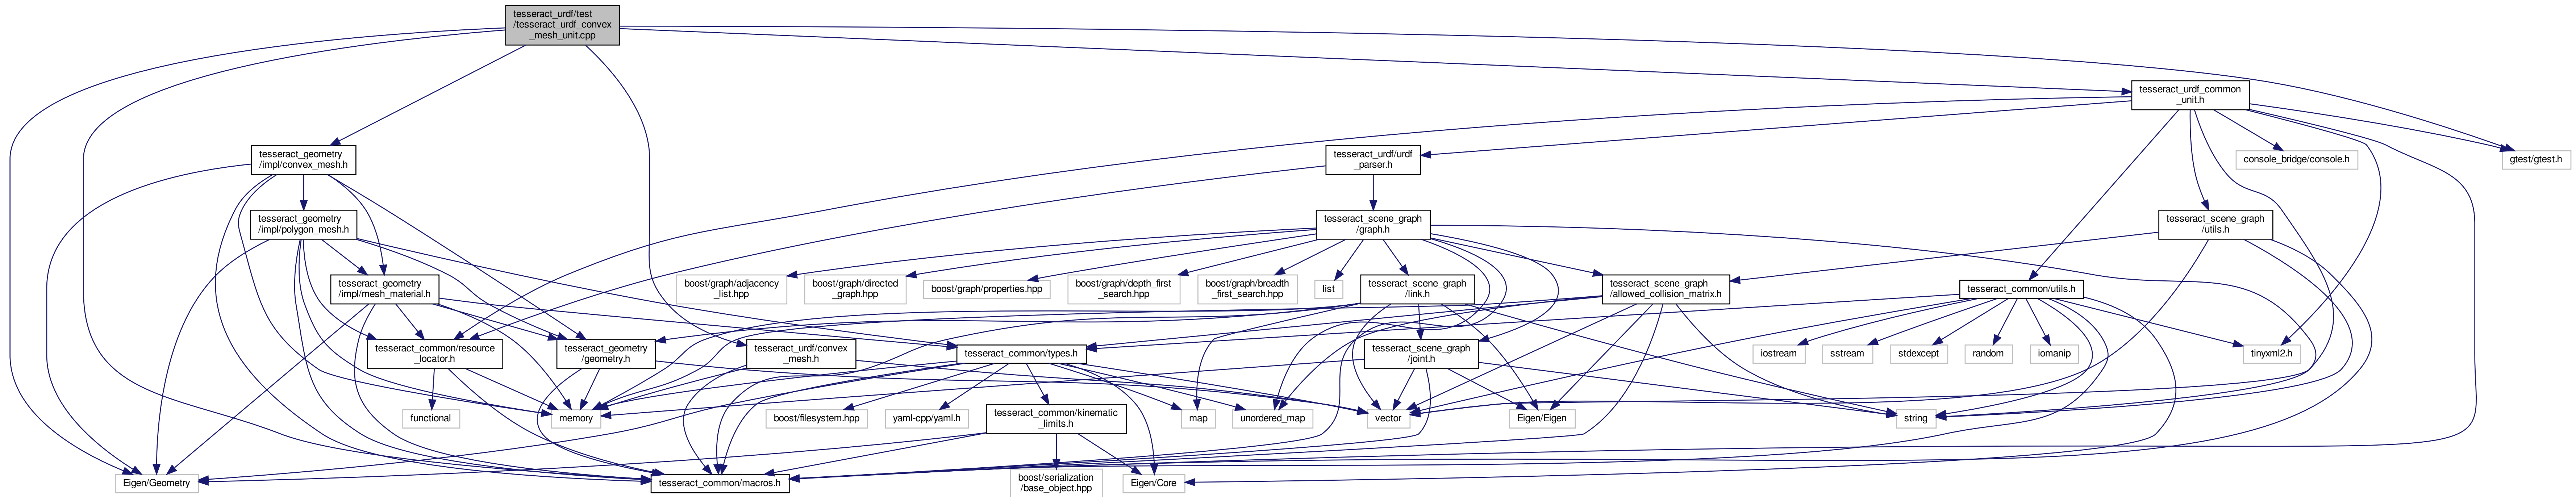 tesseract_urdf/test
/tesseract_urdf_convex
_mesh_unit.cpp
tesseract_urdf_common
_unit.h
tesseract_geometry
/impl/convex_mesh.h
tesseract_urdf/urdf
_parser.h
console_bridge/console.h
gtest/gtest.h
tesseract_geometry
/impl/polygon_mesh.h
tesseract_scene_graph
/graph.h
tesseract_scene_graph
/utils.h
tesseract_geometry
/impl/mesh_material.h
boost/graph/adjacency
_list.hpp
boost/graph/directed
_graph.hpp
boost/graph/properties.hpp
boost/graph/depth_first
_search.hpp
boost/graph/breadth
_first_search.hpp
list
tesseract_scene_graph
/link.h
tesseract_scene_graph
/allowed_collision_matrix.h
tesseract_common/utils.h
tesseract_common/resource
_locator.h
tesseract_geometry
/geometry.h
tesseract_urdf/convex
_mesh.h
tesseract_common/types.h
tesseract_scene_graph
/joint.h
iostream
sstream
stdexcept
random
iomanip
tinyxml2.h
functional
memory
boost/filesystem.hpp
yaml-cpp/yaml.h
tesseract_common/kinematic
_limits.h
map
unordered_map
vector
Eigen/Eigen
string
Eigen/Geometry
tesseract_common/macros.h
boost/serialization
/base_object.hpp
Eigen/Core